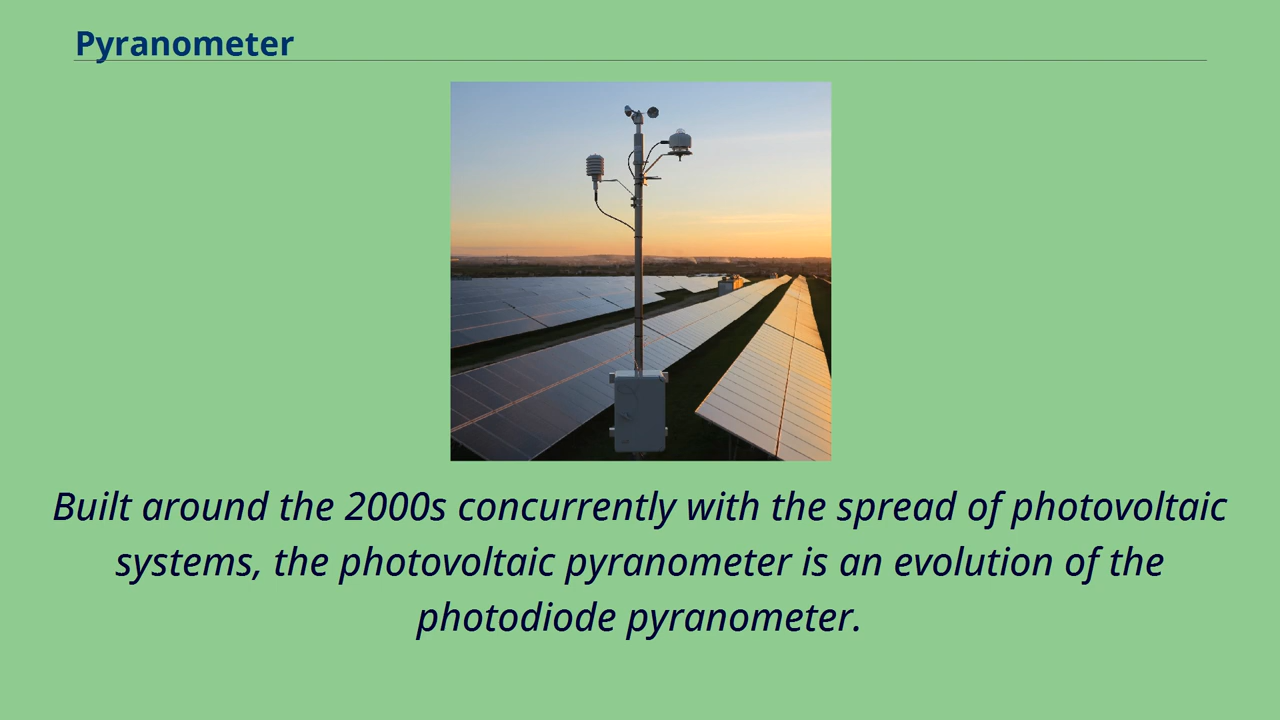 Pyranometer
Built around the 2000s concurrently with the spread of photovoltaic
systems, the photovoltaic pyranometer is an evolution of the
photodiode pyranometer.